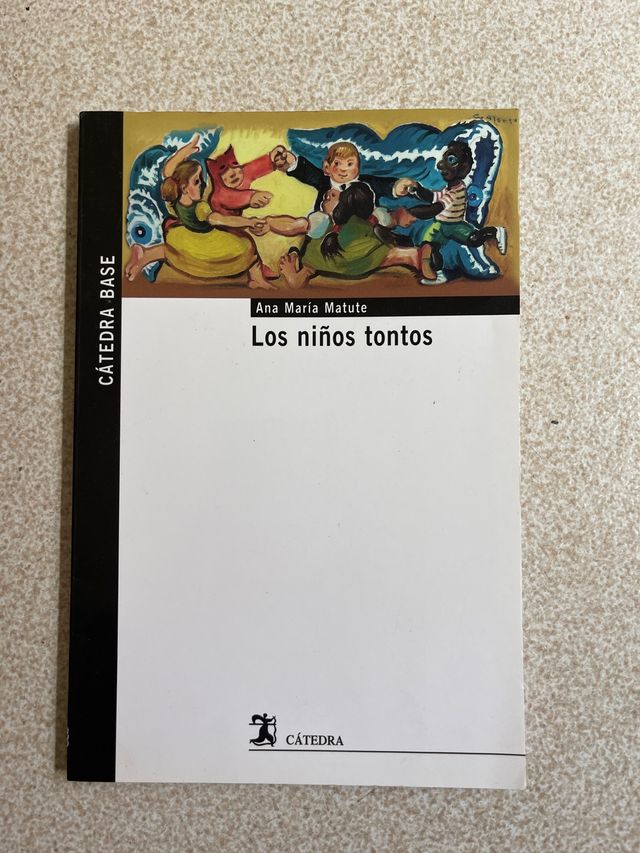 CÁTEDRA BASE
Ana María Matute
Los niños tontos
CÁTEDRA